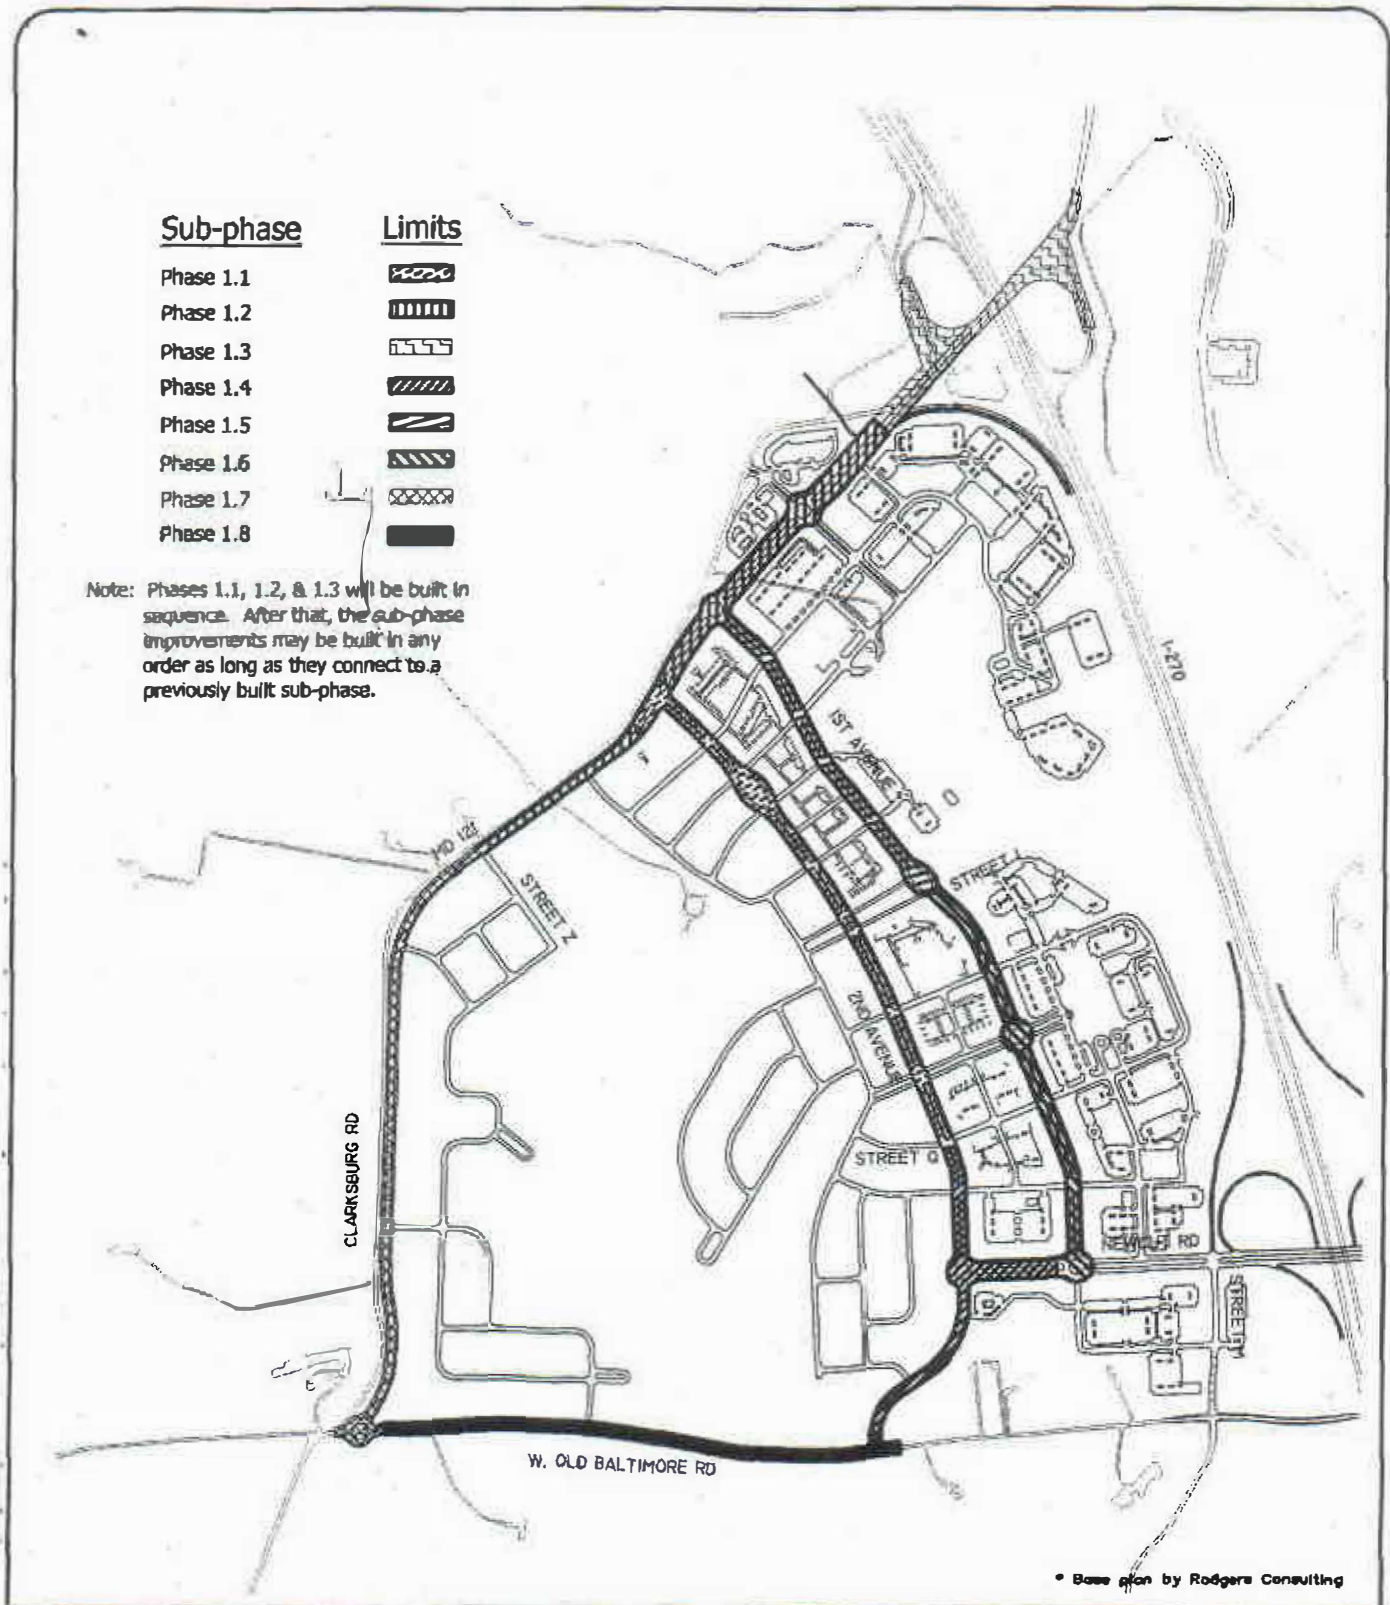 Sub-phase Limits
Phase 1.1
Phase 1.2
Phase 1.3
Phase 1.4
Phase 1.5
Phase 1.6
Phase 1.7
Phase 1.8
Note: Phases 1.1, 1.2, & 1.3 will be built in
sequence. After that, the sub-phase
improvements may be built in any
order as long as they connect to a
previously built sub-phase.
I-270
1ST AVENUE
MD 121
STREET Z
STREET
2ND AVENUE
CLARKSBURG RD
STREET Q
RD
STREET
W. OLD BALTIMORE RD
* Base plan by Rodgers Consulting